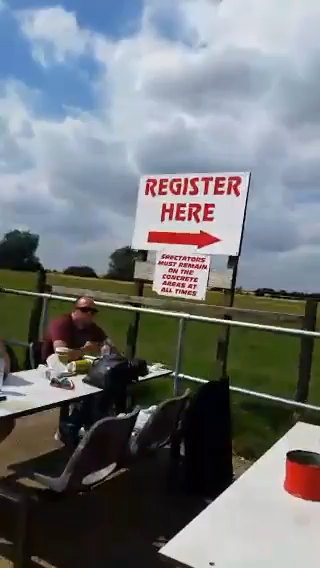 REGISTER
HERE
SPECTATORS
MUST REMAIN
ON THE
CONCRETE
AREAS AT
ALL TIMES